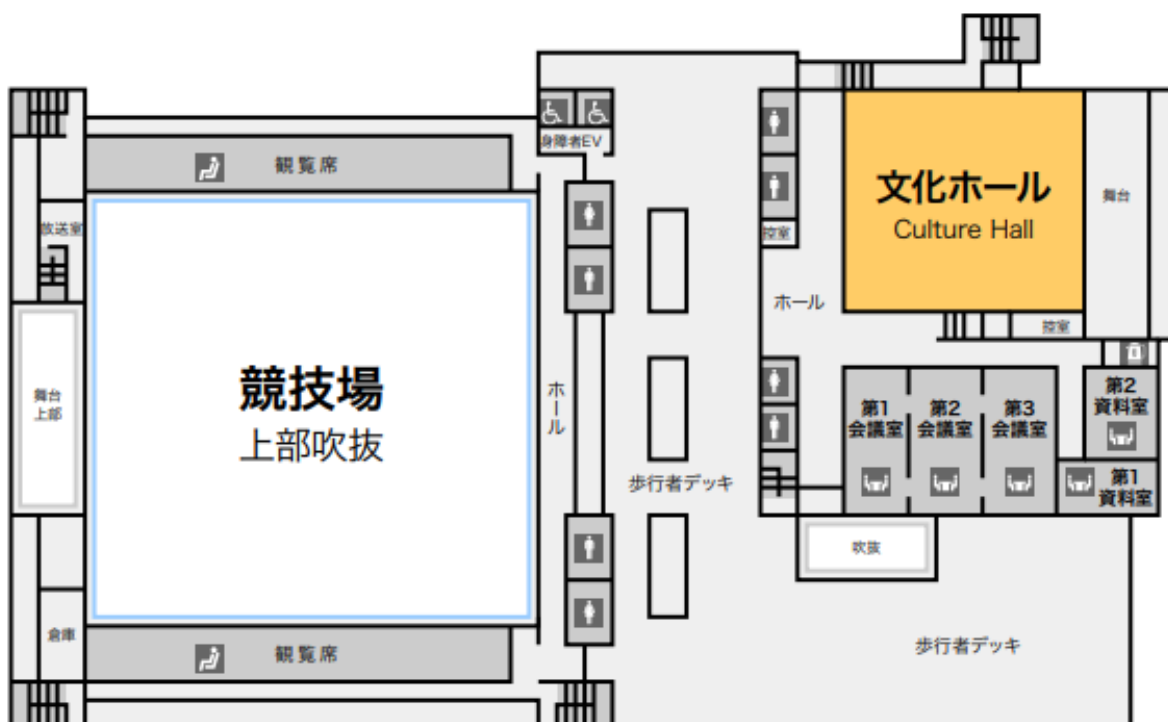 身障者EV
観覧席
文化ホール
Culture Hall
舞台
放送室
控室
ホール
控室
競技場
上部吹抜
舞台
上部
ホール
第1
会議室
第2
会議室
第3
会議室
第2
資料室
第1
資料室
歩行者デッキ
吹抜
倉庫
観覧席
歩行者デッキ